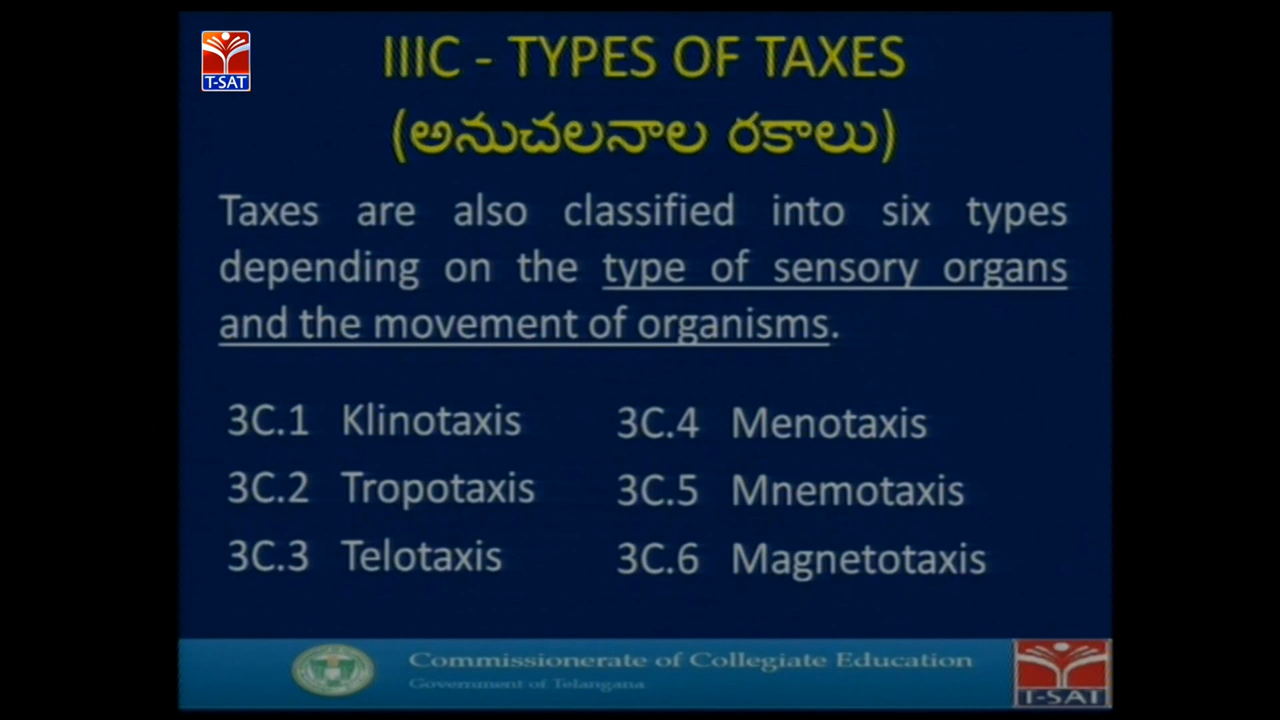 T-SAT
IIIC - TYPES OF TAXES
(అనుచలనాల రకాలు)
Taxes are also classified into six types
depending on the type of sensory organs
and the movement of organisms.
3C.1 Klinotaxis
3C.2 Tropotaxis
3C.3 Telotaxis
3C.4 Menotaxis
3C.5 Mnemotaxis
3C.6 Magnetotaxis
Commissionerate of Collegiate Education
Government of Telangana
T-SAT